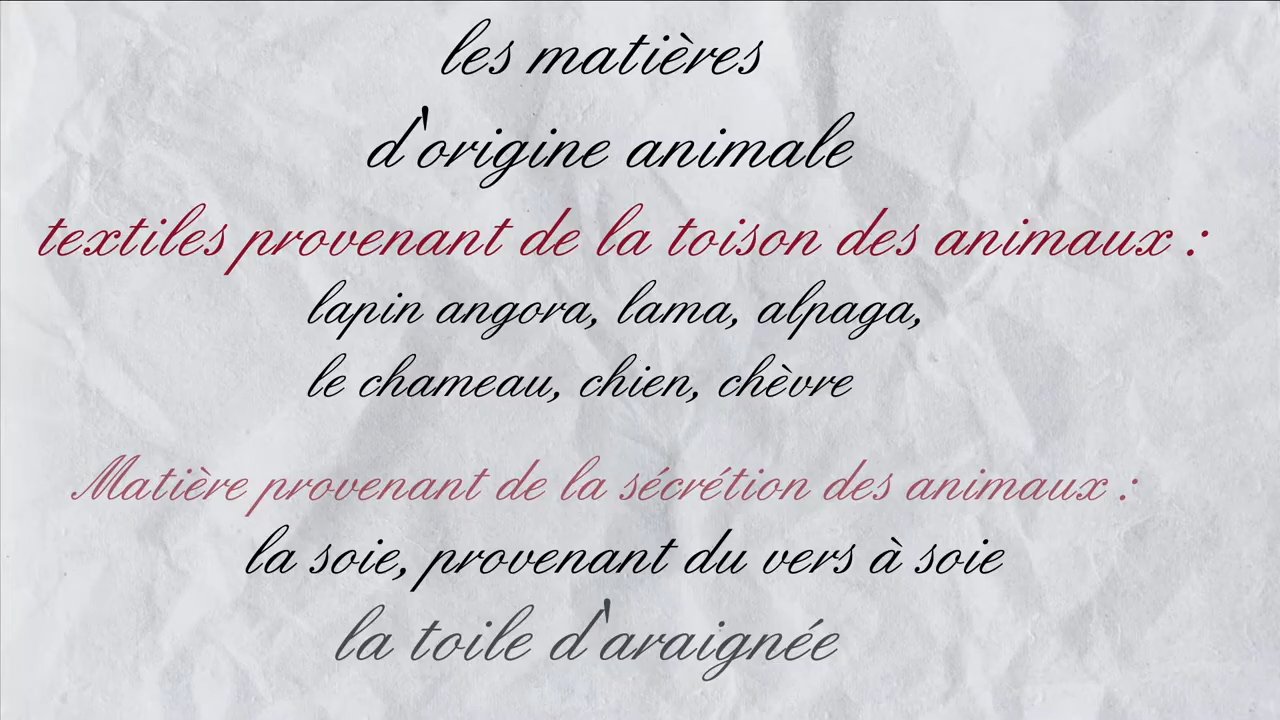 les matières
d'origine animale
textiles provenant de la toison des animaux :
lapin angora, lama, alpaga,
le chameau, chien, chèvre
Matière provenant de la sécrétion des animaux :
la soie, provenant du vers à soie
la toile d'araignée